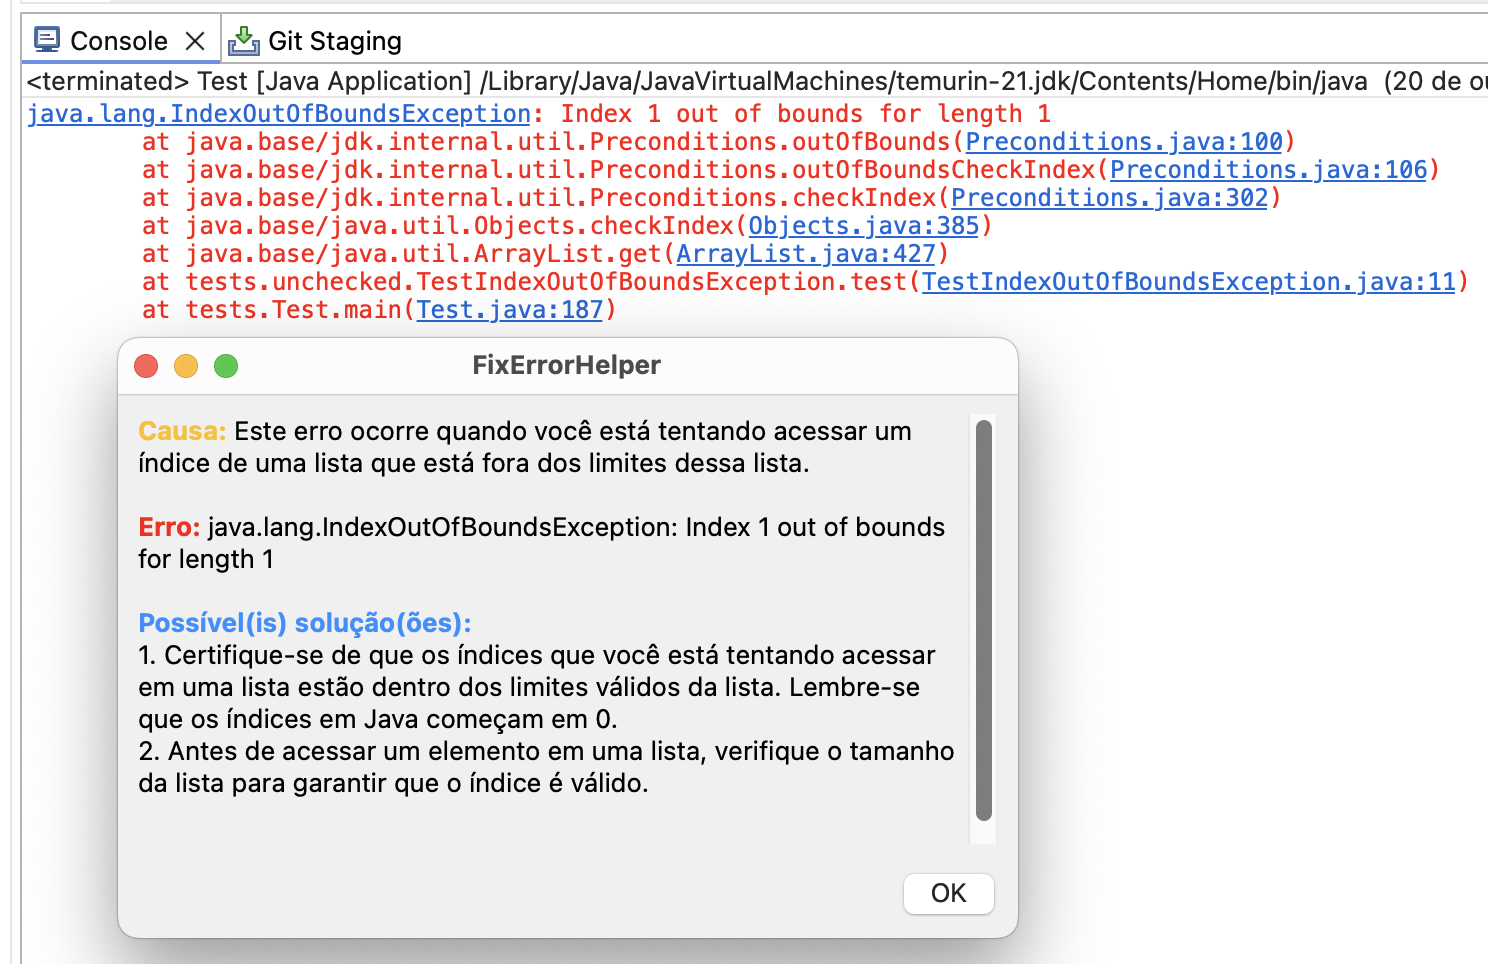 Console
Git Staging
<terminated> Test [Java Application] /Library/Java/JavaVirtualMachines/temurin-21.jdk/Contents/Home/bin/java (20 de
java.lang.IndexOutOfBoundsException: Index 1 out of bounds for length 1
at java.base/jdk.internal.util.Preconditions.outOfBounds(Preconditions.java:100)
at java.base/jdk.internal.util.Preconditions.outOfBoundsCheckIndex(Preconditions.java:106)
at java.base/jdk.internal.util.Preconditions.checkIndex(Preconditions.java:302)
at java.base/java.util.Objects.checkIndex(Objects.java:385)
at java.base/java.util.ArrayList.get(ArrayList.java:427)
at tests.unchecked.TestIndexOutOfBoundsException.test(TestIndexOutOfBoundsException.java:11)
at tests.Test.main(Test.java:187)
FixErrorHelper
Causa: Este erro ocorre quando você está tentando acessar um
índice de uma lista que está fora dos limites dessa lista.
Erro: java.lang.IndexOutOfBoundsException: Index 1 out of bounds
for length 1
Possível(is) solução(ões):
1. Certifique-se de que os índices que você está tentando acessar
em uma lista estão dentro dos limites válidos da lista. Lembre-se
que os índices em Java começam em 0.
2. Antes de acessar um elemento em uma lista, verifique o tamanho
da lista para garantir que o índice é válido.
OK